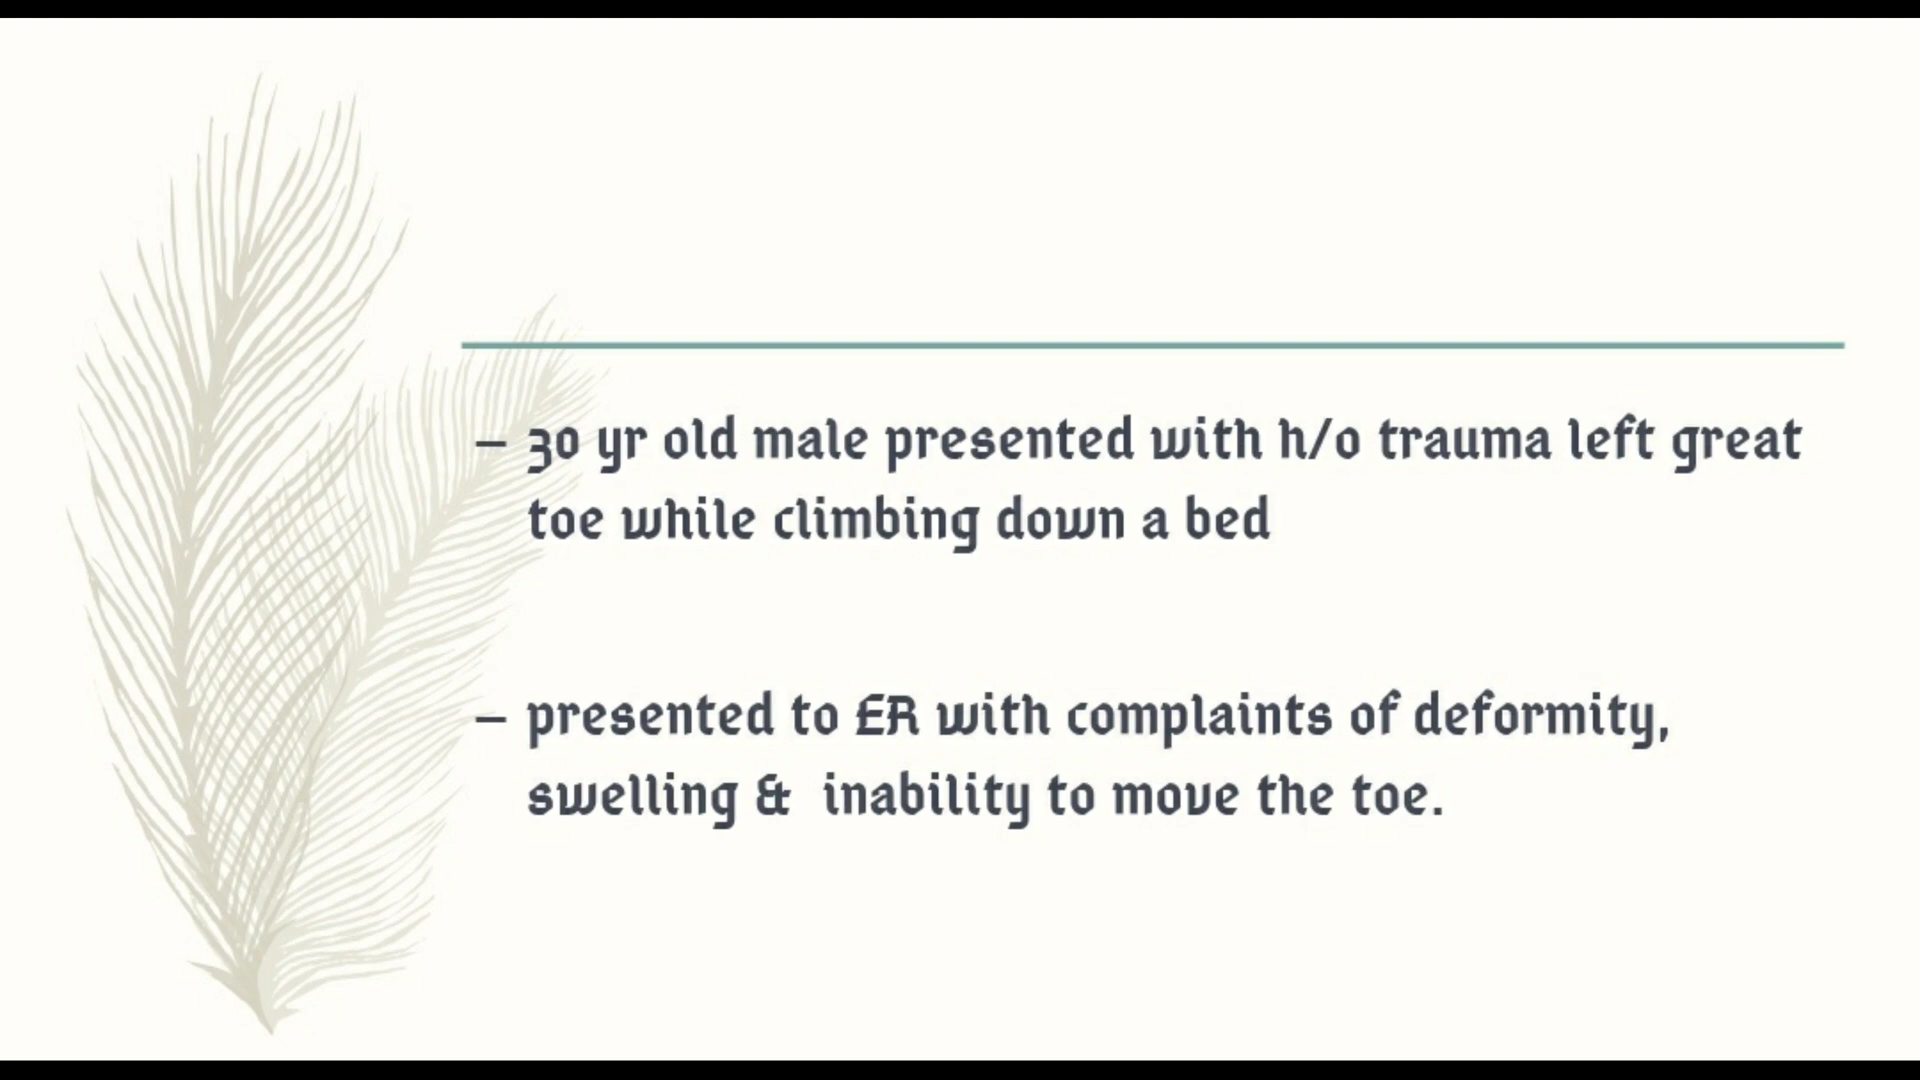 – 30 yr old male presented with h/o trauma left great
toe while climbing down a bed
– presented to ER with complaints of deformity,
swelling &  inability to move the toe.